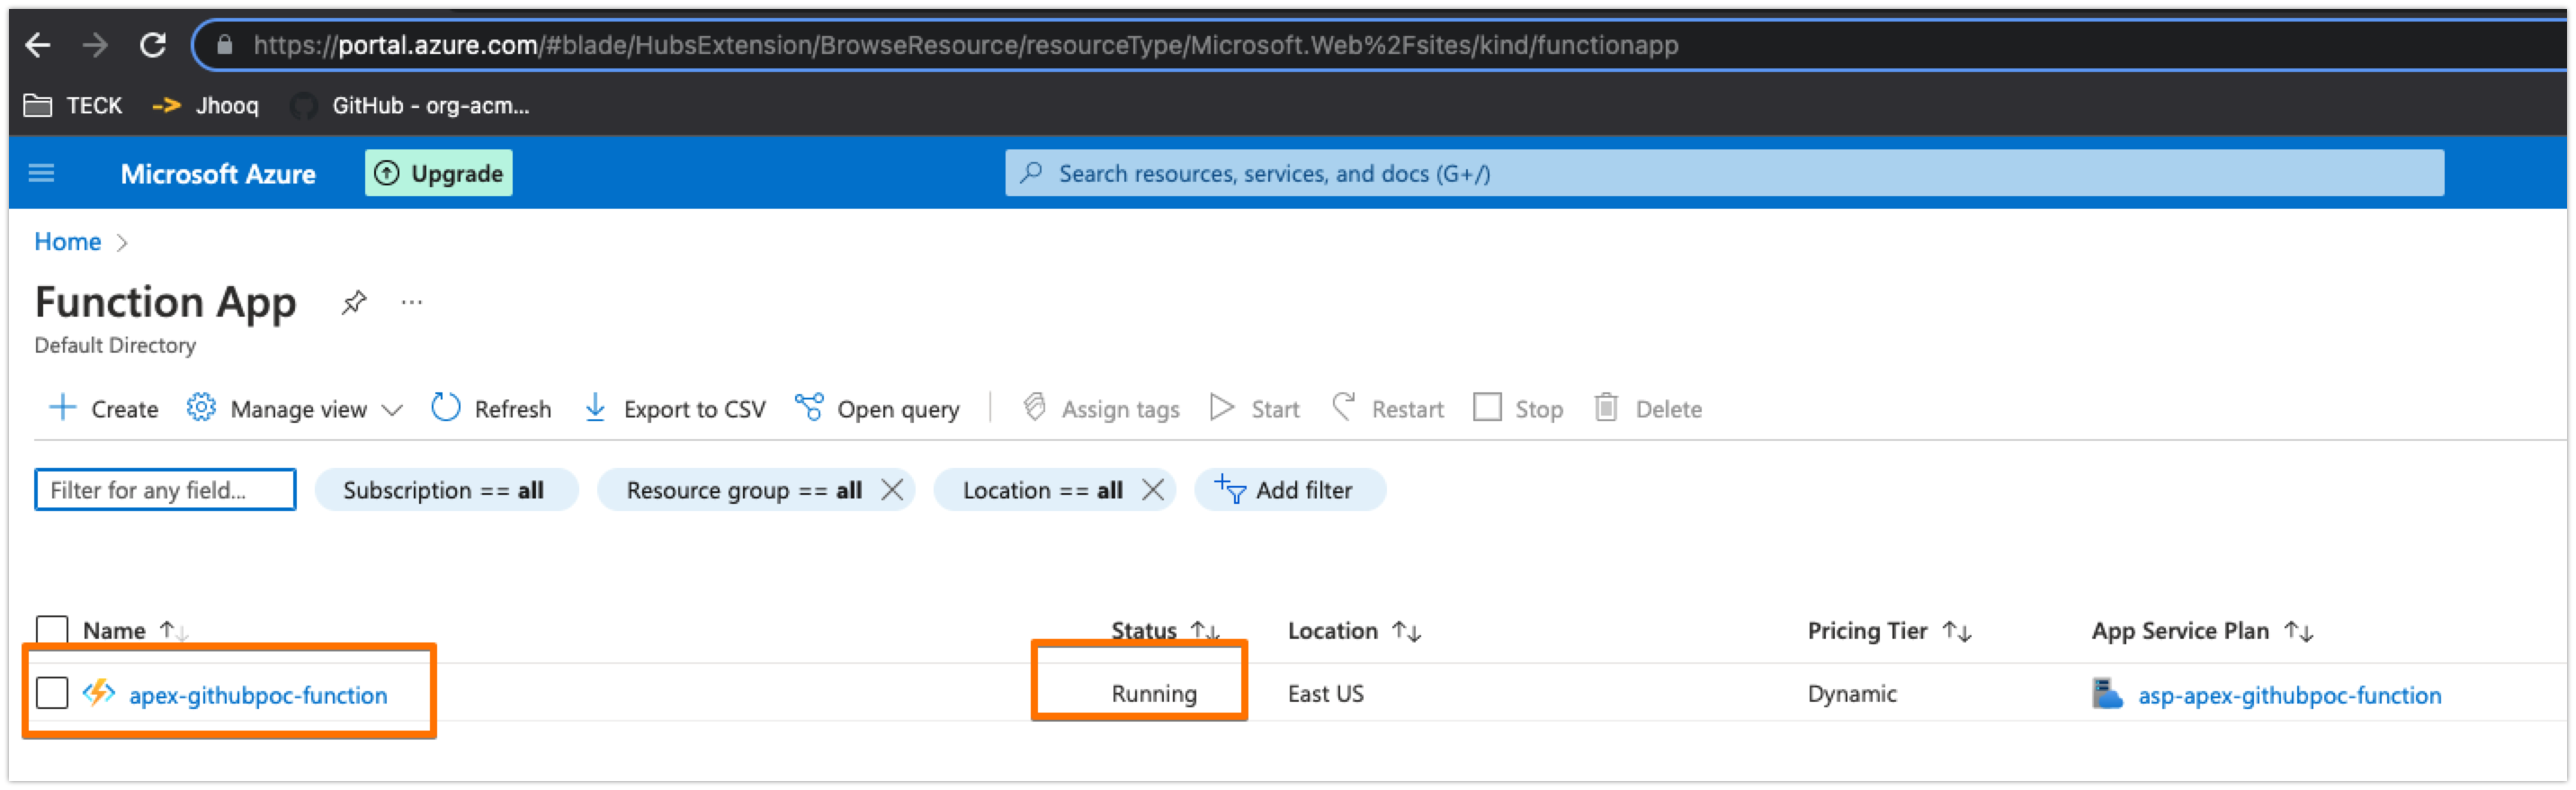 https://portal.azure.com/#blade/HubsExtension/BrowseResource/resourceType/Microsoft.Web%2Fsites/kind/functionapp
TECK -> Jhooq GitHub - org-acm...
Microsoft Azure Upgrade Search resources, services, and docs (G+/)
Home >
Function App ...
Default Directory
Create Manage view Refresh Export to CSV Open query Assign tags Start Restart Stop Delete
Filter for any field... Subscription == all Resource group == all Location == all Add filter
Name Status Location Pricing Tier App Service Plan
apex-githubpoc-function Running East US Dynamic asp-apex-githubpoc-function